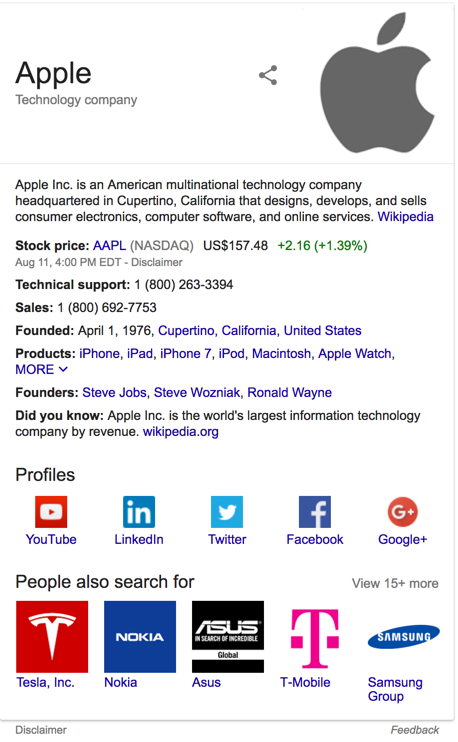 Apple
Technology company
Apple Inc. is an American multinational technology company
headquartered in Cupertino, California that designs, develops, and sells
consumer electronics, computer software, and online services. Wikipedia
Stock price: AAPL (NASDAQ) US$157.48 +2.16 (+1.39%)
Aug 11, 4:00 PM EDT - Disclaimer
Technical support: 1 (800) 263-3394
Sales: 1 (800) 692-7753
Founded: April 1, 1976, Cupertino, California, United States
Products: iPhone, iPad, iPhone 7, iPod, Macintosh, Apple Watch,
MORE
Founders: Steve Jobs, Steve Wozniak, Ronald Wayne
Did you know: Apple Inc. is the world's largest information technology
company by revenue. wikipedia.org
Profiles
in
f
G+
YouTube LinkedIn Twitter Facebook Google+
People also search for View 15+ more
T NOKIA ASUS T SAMSUNG
IN SEARCH OF INCREDIBLE
Global
Tesla, Inc. Nokia Asus T-Mobile Samsung
Group
Disclaimer Feedback